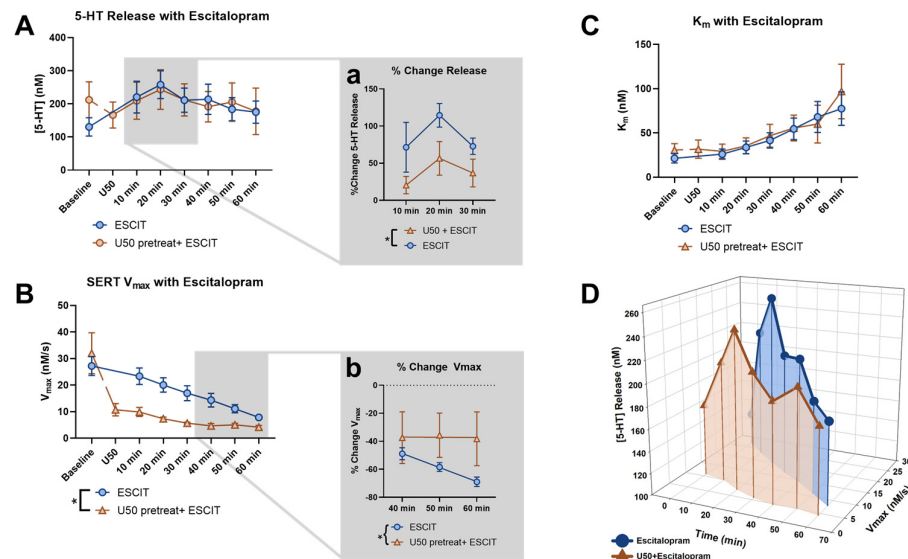 A
5-HT Release with Escitalopram
[5-HT] (nM)
400
300
200
100
0
Baseline
U50
10 min
20 min
30 min
40 min
50 min
60 min
ESCIT
U50 pretreat+ ESCIT
a
% Change Release
%Change 5-HT Release
150
100
50
0
10 min
20 min
30 min
*
U50 + ESCIT
ESCIT
B
SERT Vmax with Escitalopram
Vmax (nM/s)
50
40
30
20
10
0
Baseline
U50
10 min
20 min
30 min
40 min
50 min
60 min
*
ESCIT
U50 pretreat+ ESCIT
b
% Change Vmax
% Change Vmax
0
-20
-40
-60
-80
40 min
50 min
60 min
*
ESCIT
U50 pretreat+ ESCIT
C
Km with Escitalopram
Km (nM)
150
100
50
0
Baseline
U50
10 min
20 min
30 min
40 min
50 min
60 min
ESCIT
U50 pretreat+ ESCIT
D
[5-HT] Release (nM)
260
240
220
200
180
160
140
120
100
0
10
20
30
40
50
60
70
Time (min)
0
5
10
15
20
25
30
Vmax (nM/s)
Escitalopram
U50+Escitalopram